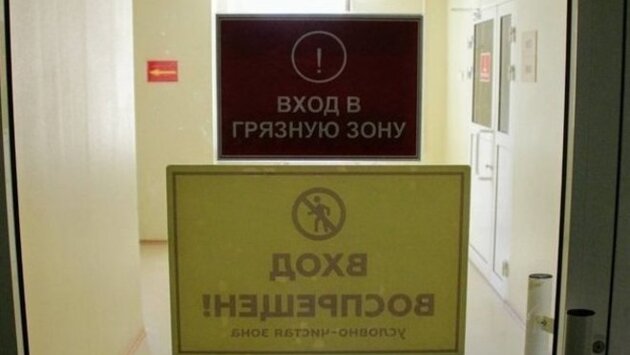 ВХОД В
ГРЯЗНУЮ ЗОНУ
ВХОД
ВОСПРЕЩЕН!
условно-чистая зона